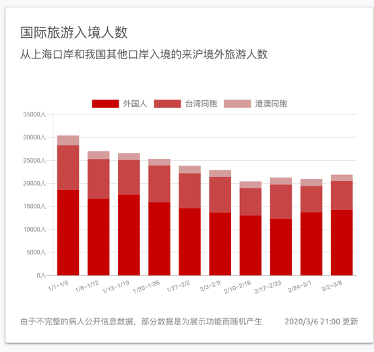 国际旅游入境人数
从上海口岸和我国其他口岸入境的来沪境外旅游人数
外国人 台湾同胞 港澳同胞
35000人
30000人
25000人
20000人
15000人
10000人
5000人
0人
1/1~1/5 1/6~1/12 1/13~1/19 1/20~1/26 1/27~2/2 2/3~2/9 2/10~2/16 2/17~2/23 2/24~3/1 3/2~3/8
由于不完整的病人公开信息数据，部分数据是为展示功能而随机产生 2020/3/6 21:00 更新